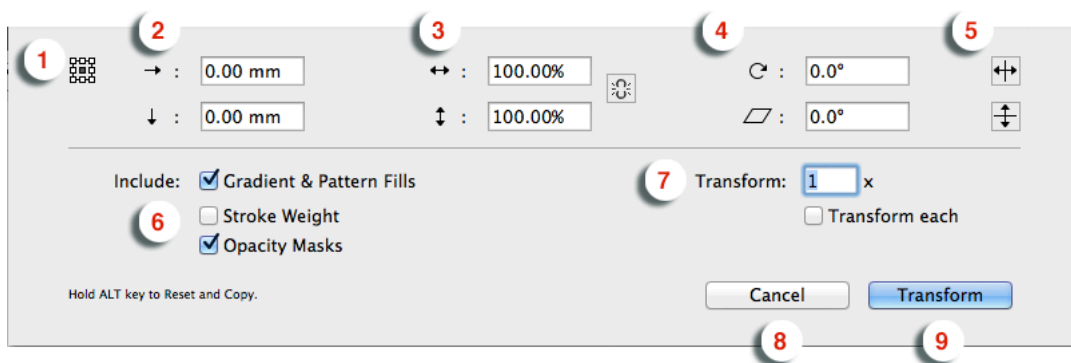 2 3 4 5
1 : 0.00 mm : 100.00% : 0.0°
: 0.00 mm : 100.00% : 0.0°
Include: Gradient & Pattern Fills 7 Transform: 1 x
6 Stroke Weight Transform each
Opacity Masks
Hold ALT key to Reset and Copy. Cancel Transform
8 9